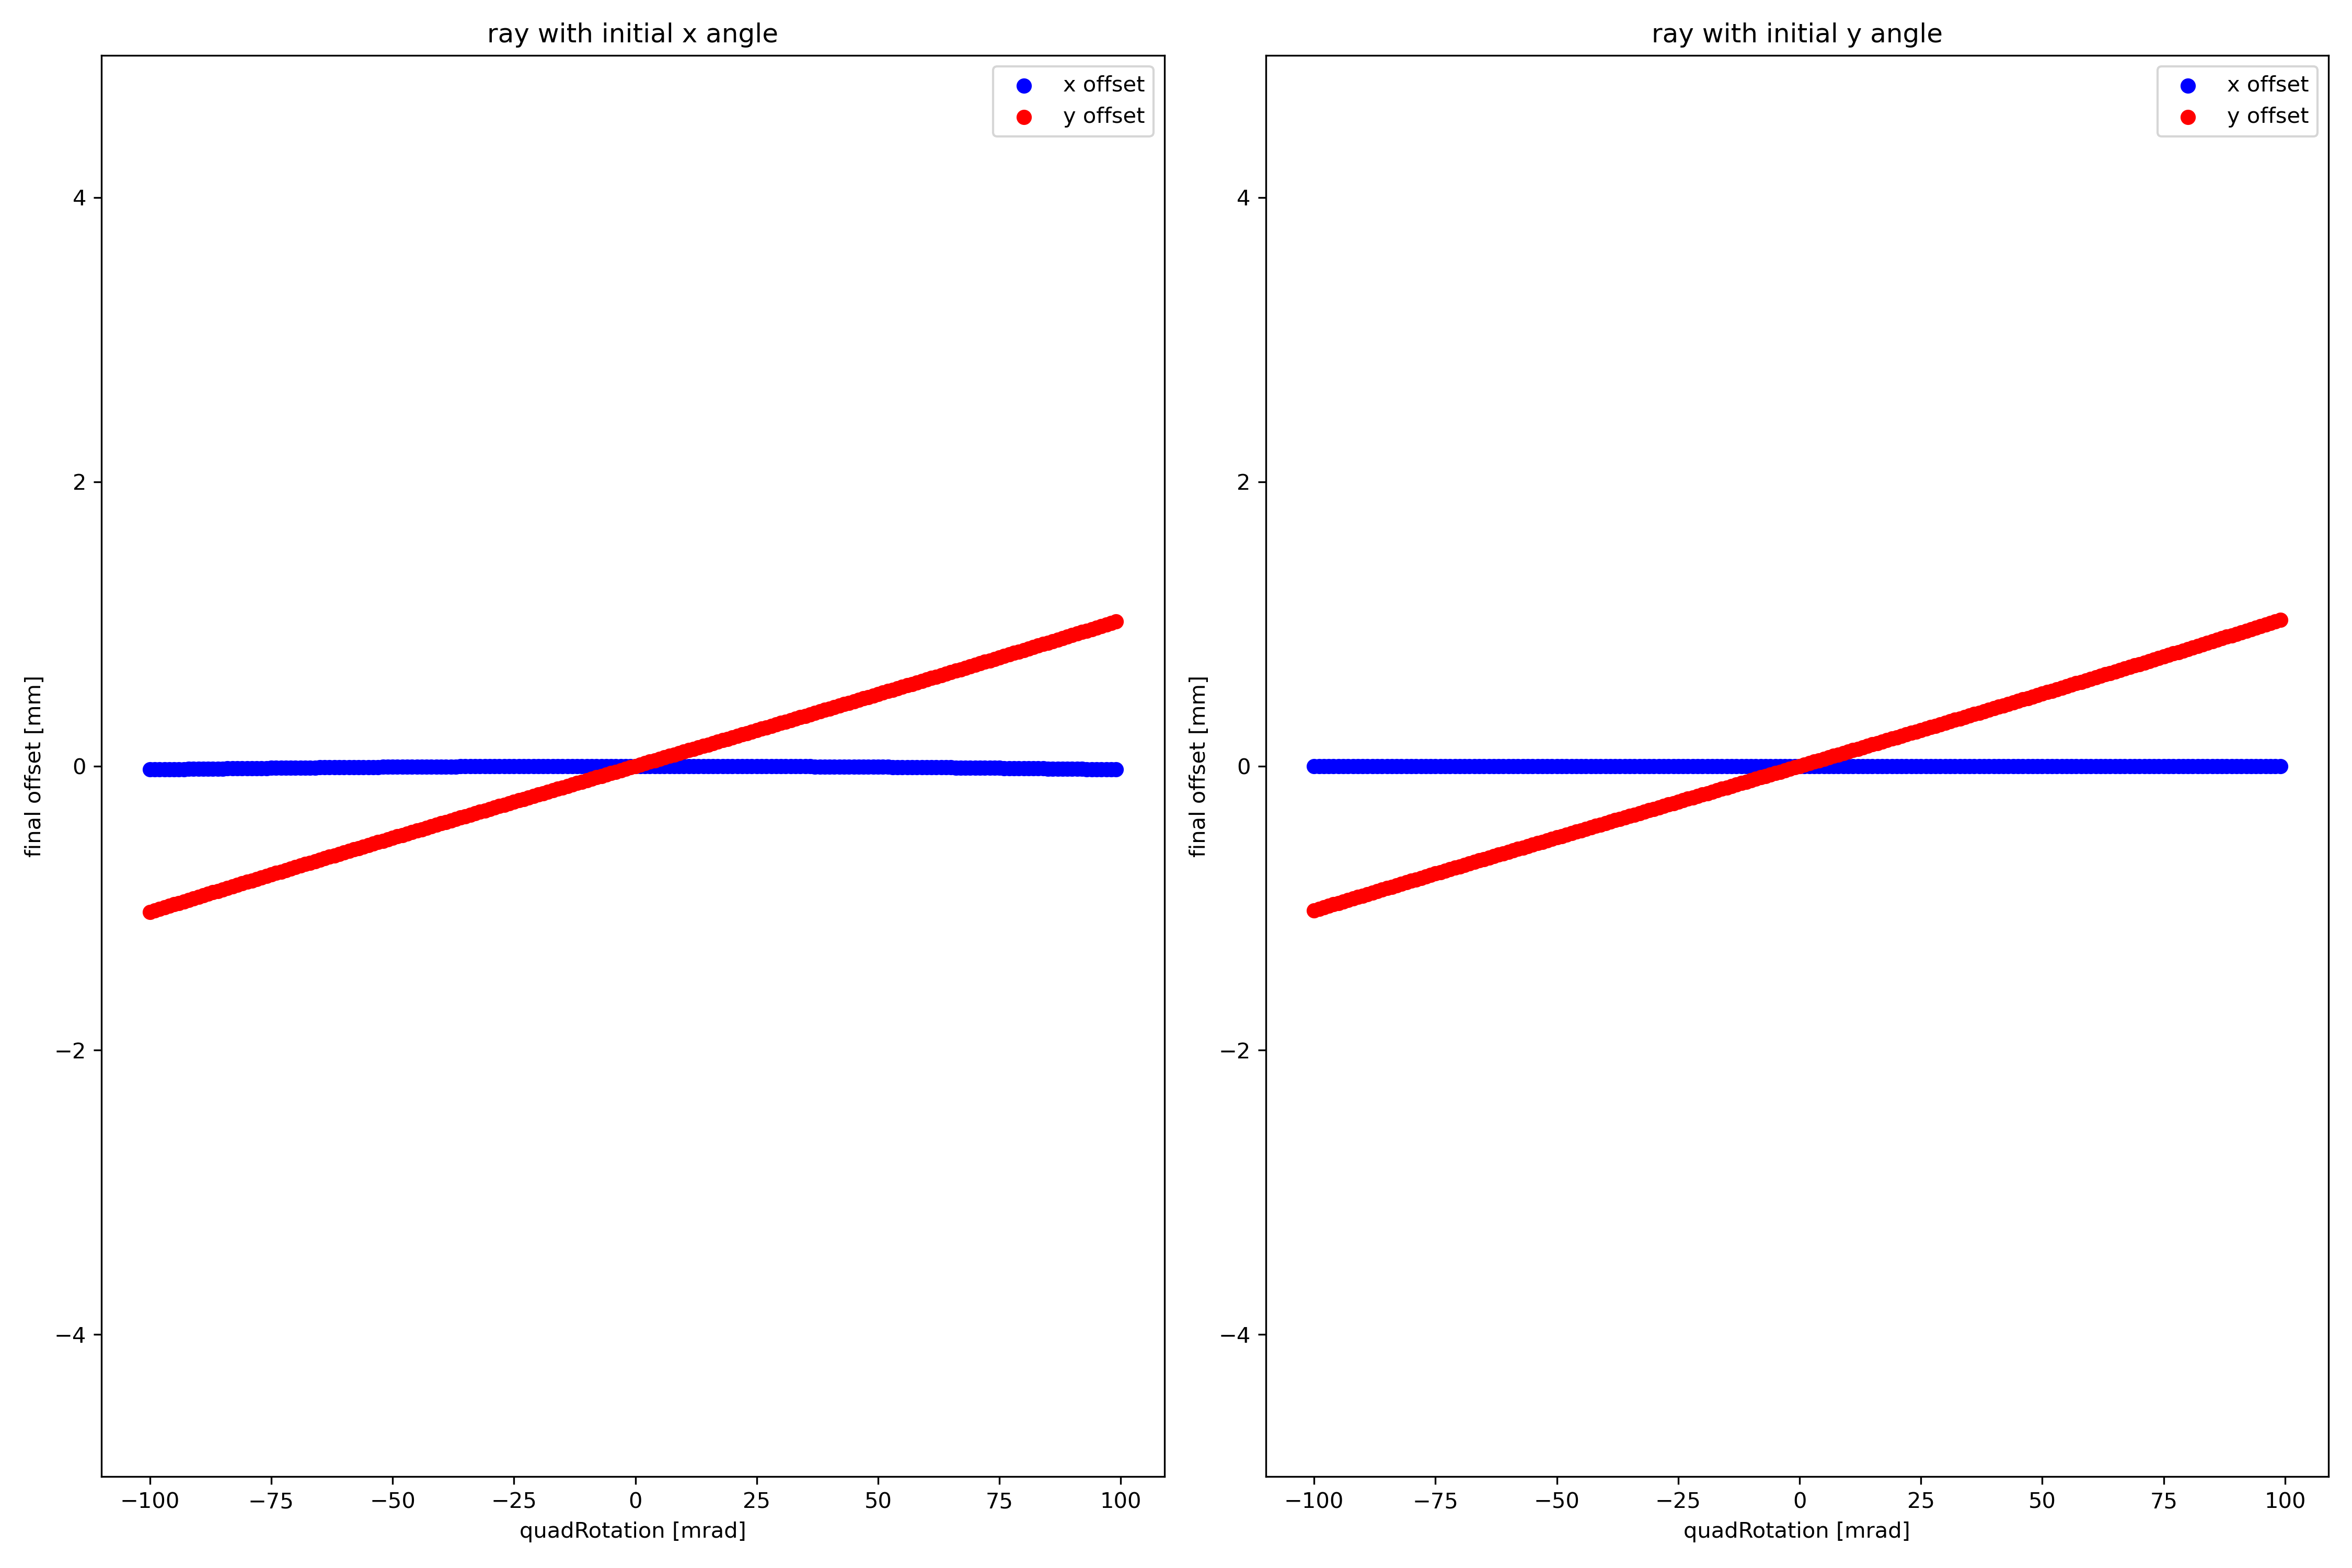 ray with initial x angle
x offset
y offset
4
2
0
−2
−4
final offset [mm]
−100 −75 −50 −25 0 25 50 75 100
quadRotation [mrad]
ray with initial y angle
x offset
y offset
4
2
0
−2
−4
final offset [mm]
−100 −75 −50 −25 0 25 50 75 100
quadRotation [mrad]